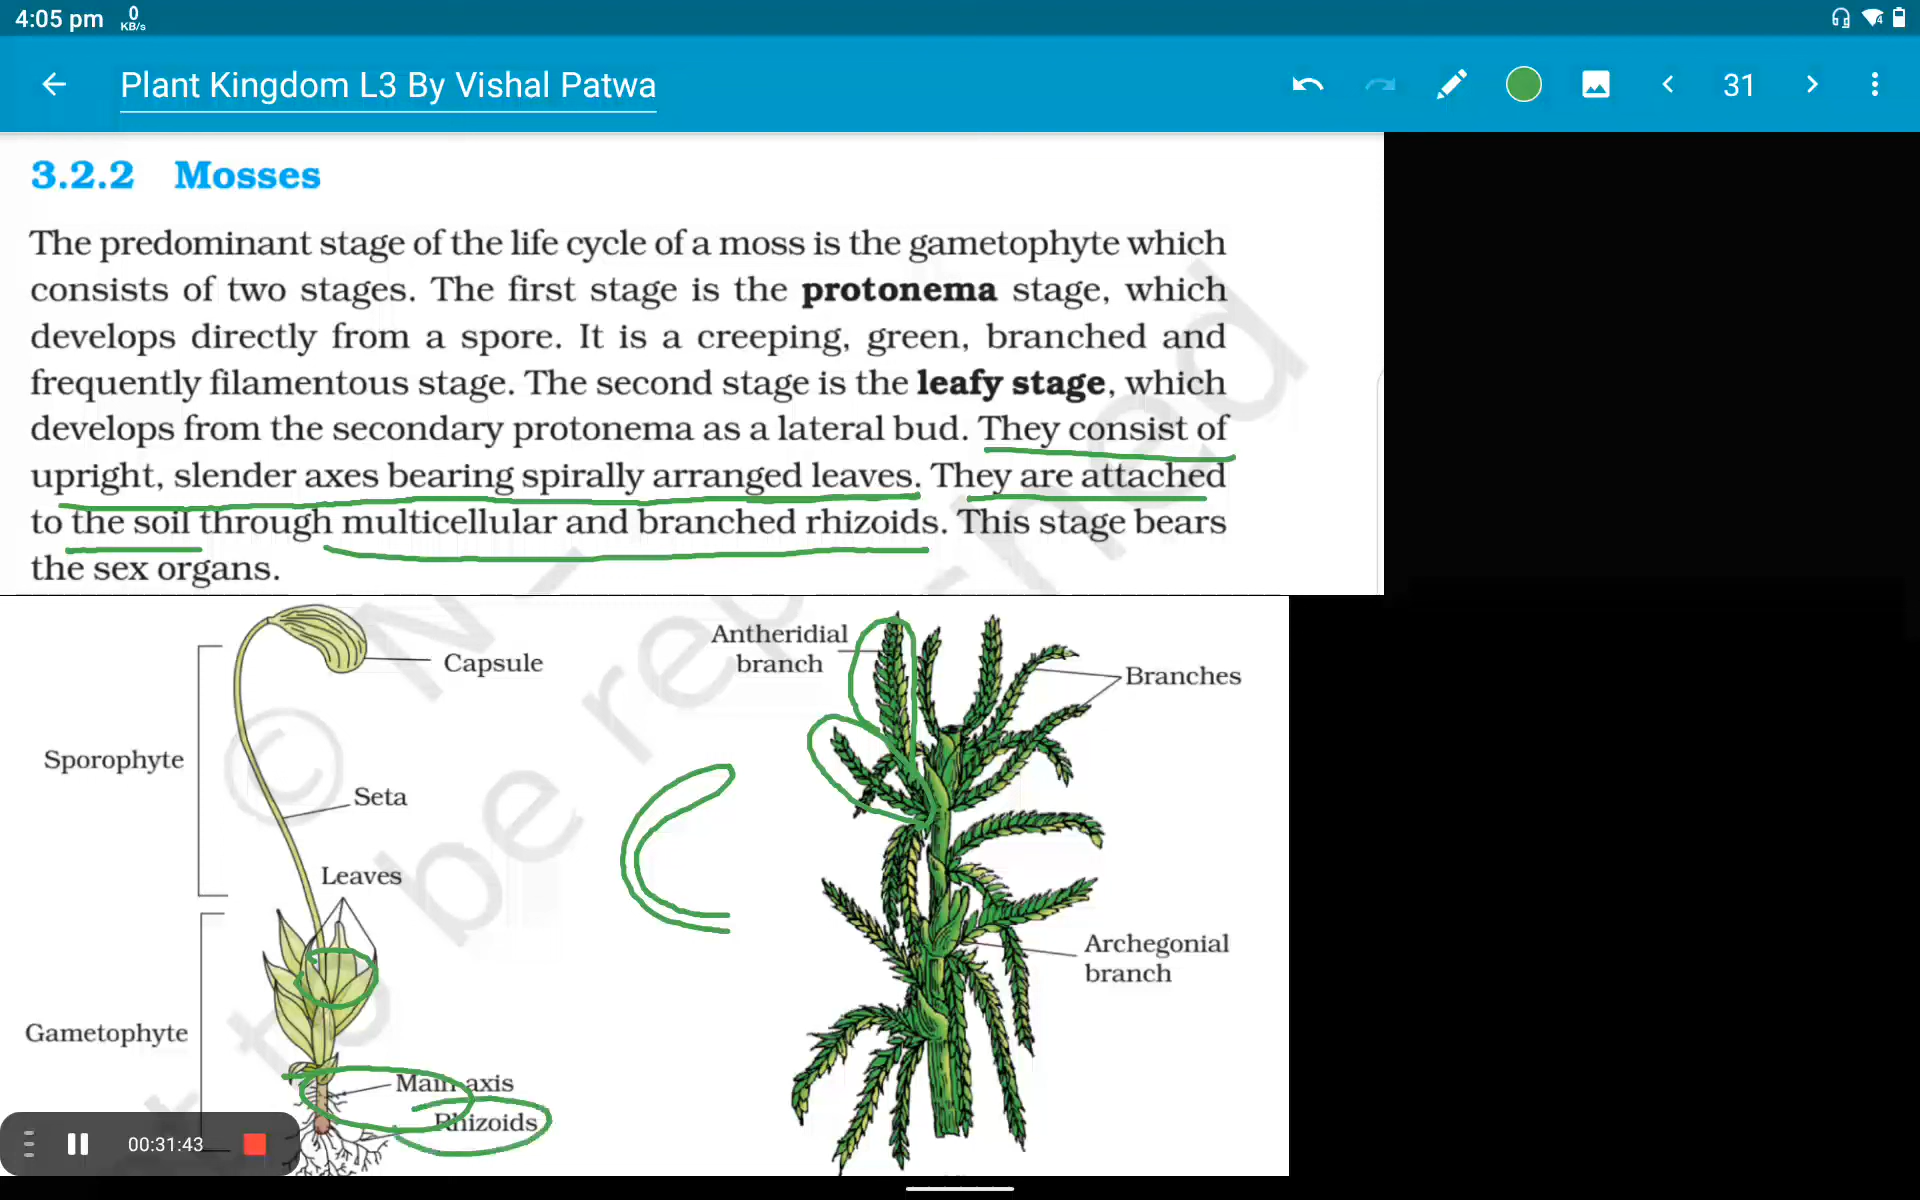 4:05 pm 0 KB/s 4
Plant Kingdom L3 By Vishal Patwa 31
3.2.2 Mosses
The predominant stage of the life cycle of a moss is the gametophyte which
consists of two stages. The first stage is the protonema stage, which
develops directly from a spore. It is a creeping, green, branched and
frequently filamentous stage. The second stage is the leafy stage, which
develops from the secondary protonema as a lateral bud. They consist of
upright, slender axes bearing spirally arranged leaves. They are attached
to the soil through multicellular and branched rhizoids. This stage bears
the sex organs.
Capsule
Sporophyte
Seta
Leaves
Gametophyte
Main axis
Rhizoids
Antheridial
branch
Branches
Archegonial
branch
00:31:43